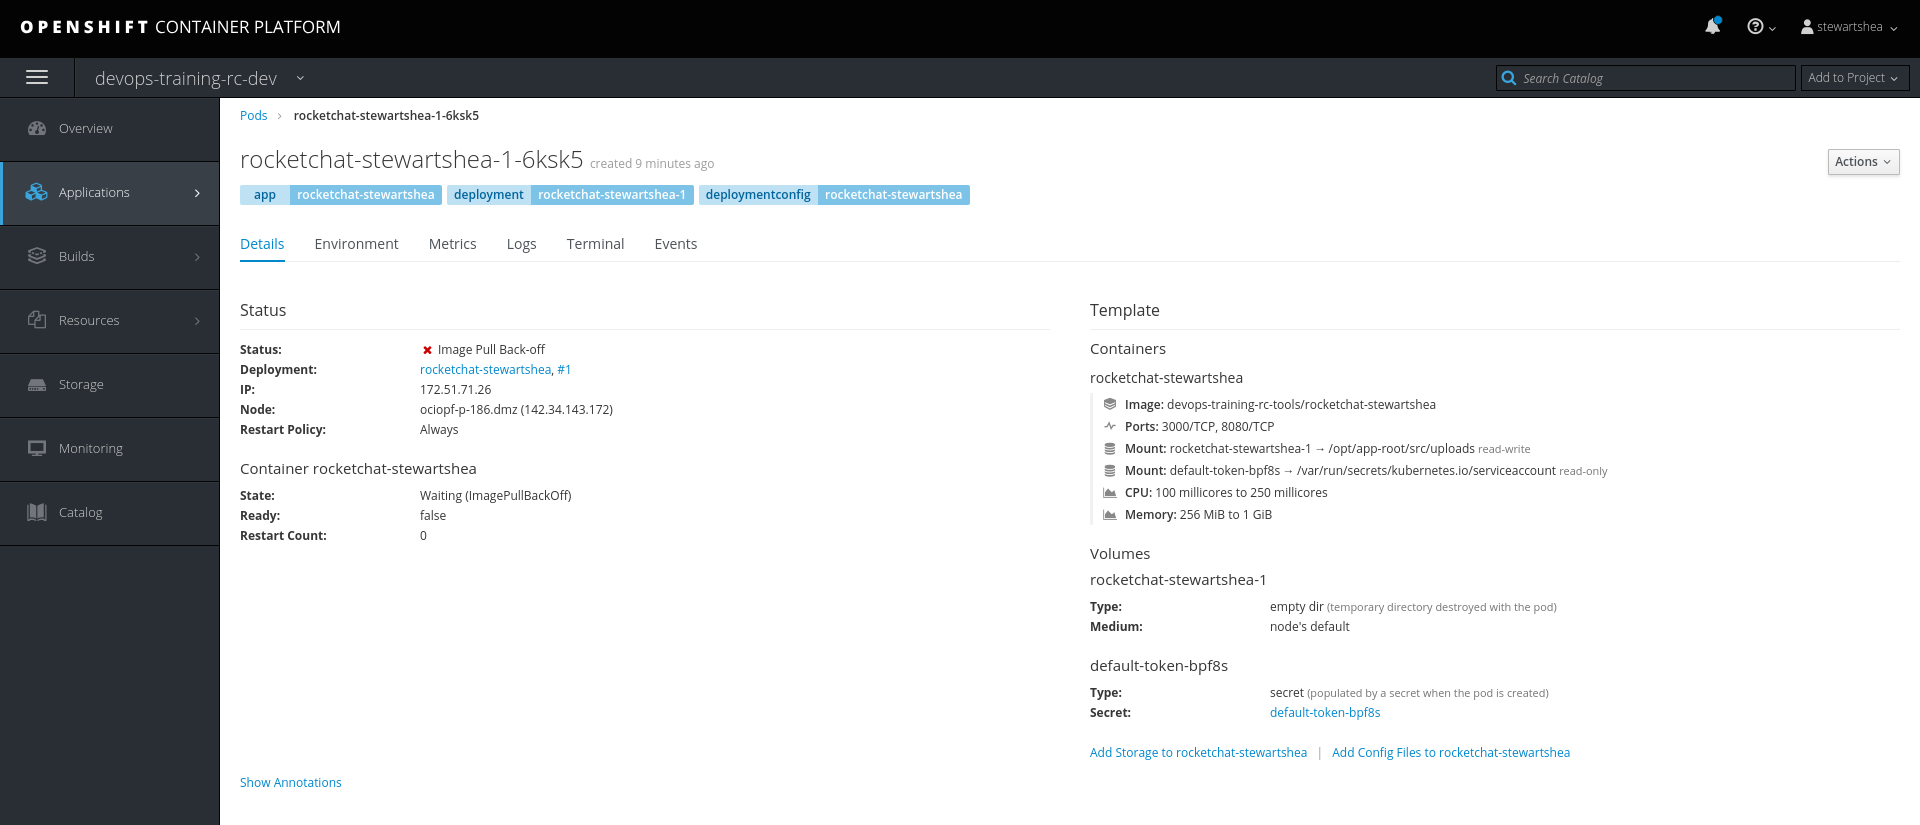 OPENSHIFT CONTAINER PLATFORM
stewartshea
devops-training-rc-dev
Search Catalog
Add to Project
Overview
Applications
Builds
Resources
Storage
Monitoring
Catalog
Pods > rocketchat-stewartshea-1-6ksk5
rocketchat-stewartshea-1-6ksk5 created 9 minutes ago
Actions
app rocketchat-stewartshea deployment rocketchat-stewartshea-1 deploymentconfig rocketchat-stewartshea
Details Environment Metrics Logs Terminal Events
Status
Status: Image Pull Back-off
Deployment: rocketchat-stewartshea, #1
IP: 172.51.71.26
Node: ociopf-p-186.dmz (142.34.143.172)
Restart Policy: Always
Container rocketchat-stewartshea
State: Waiting (ImagePullBackOff)
Ready: false
Restart Count: 0
Show Annotations
Template
Containers
rocketchat-stewartshea
Image: devops-training-rc-tools/rocketchat-stewartshea
Ports: 3000/TCP, 8080/TCP
Mount: rocketchat-stewartshea-1 → /opt/app-root/src/uploads read-write
Mount: default-token-bpf8s → /var/run/secrets/kubernetes.io/serviceaccount read-only
CPU: 100 millicores to 250 millicores
Memory: 256 MiB to 1 GiB
Volumes
rocketchat-stewartshea-1
Type: empty dir (temporary directory destroyed with the pod)
Medium: node's default
default-token-bpf8s
Type: secret (populated by a secret when the pod is created)
Secret: default-token-bpf8s
Add Storage to rocketchat-stewartshea | Add Config Files to rocketchat-stewartshea